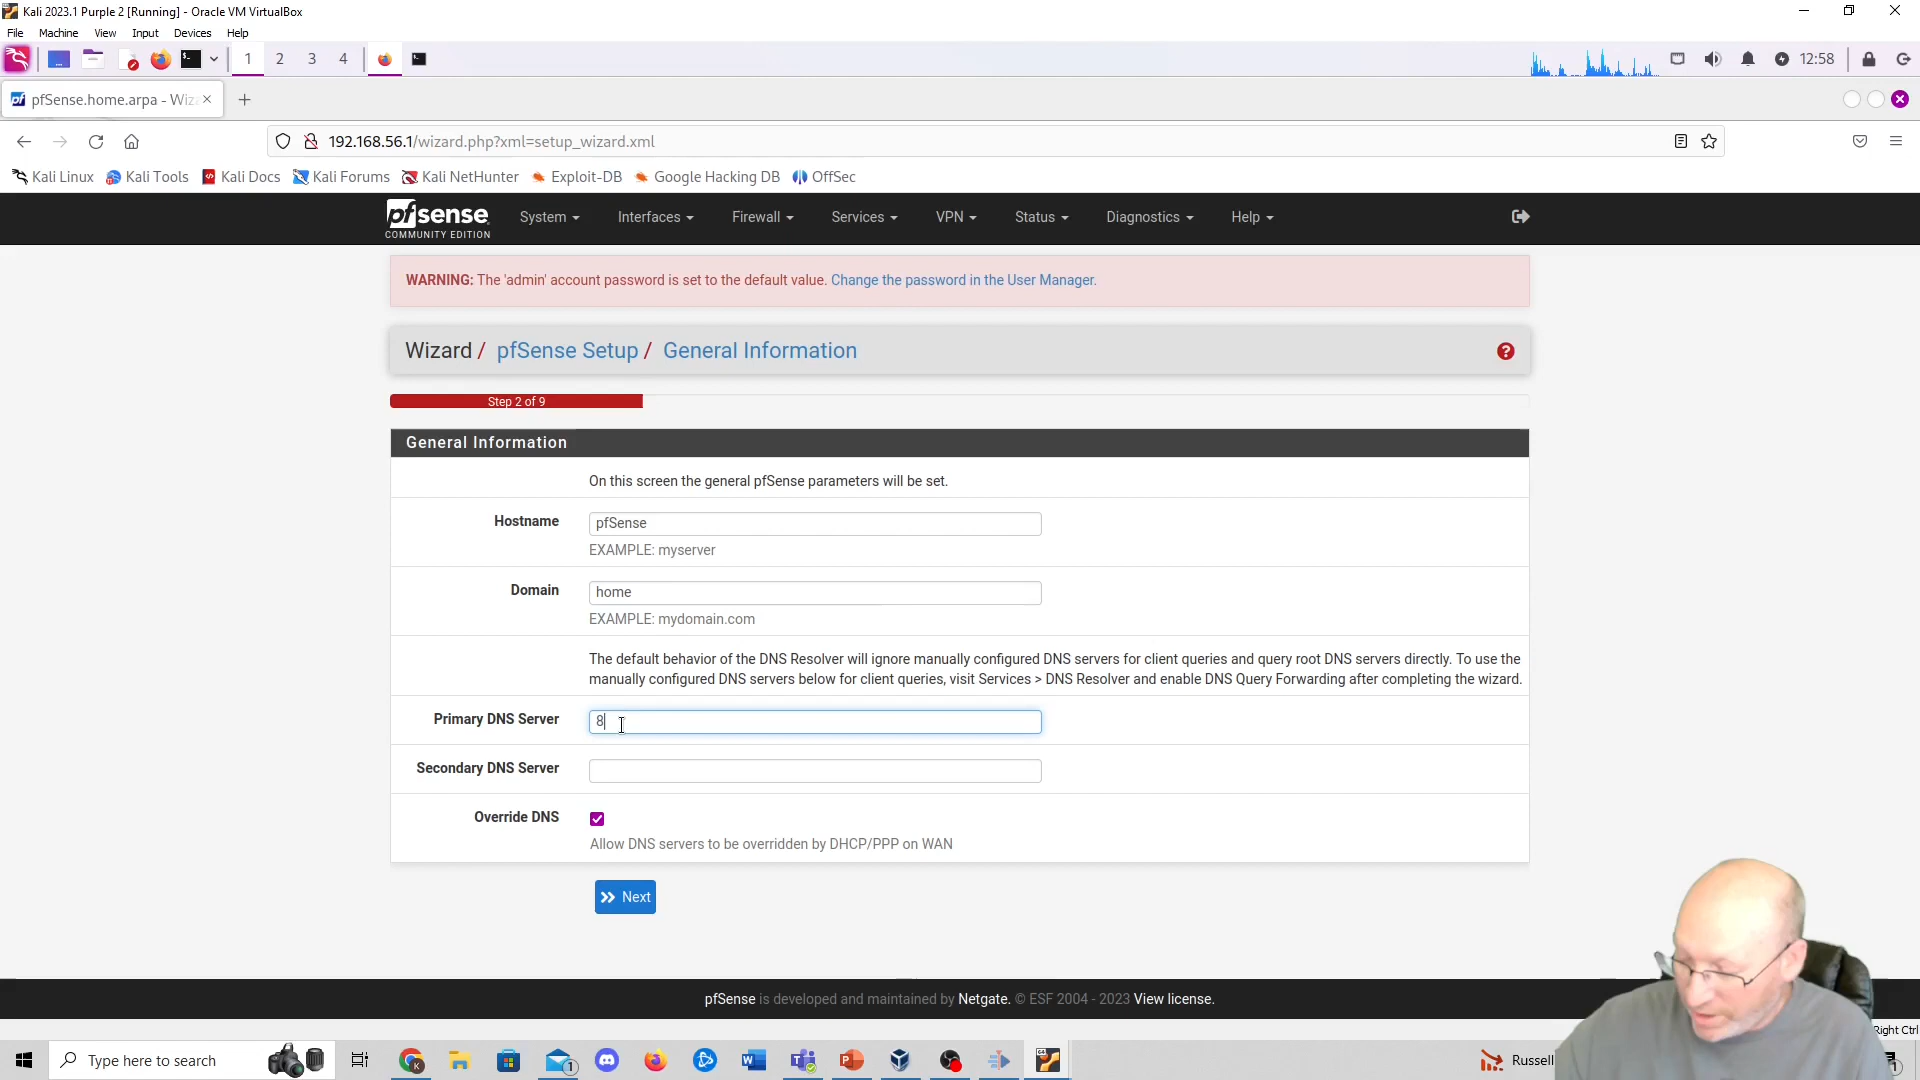 Kali 2023.1 Purple 2 [Running] - Oracle VM VirtualBox
File Machine View Input Devices Help
1 2 3 4
12:58
pfSense.home.arpa - Wiz
192.168.56.1/wizard.php?xml=setup_wizard.xml
Kali Linux Kali Tools Kali Docs Kali Forums Kali NetHunter Exploit-DB Google Hacking DB OffSec
pfsense System Interfaces Firewall Services VPN Status Diagnostics Help
COMMUNITY EDITION
WARNING: The 'admin' account password is set to the default value. Change the password in the User Manager.
Wizard / pfSense Setup / General Information
Step 2 of 9
General Information
On this screen the general pfSense parameters will be set.
Hostname pfSense
EXAMPLE: myserver
Domain home
EXAMPLE: mydomain.com
The default behavior of the DNS Resolver will ignore manually configured DNS servers for client queries and query root DNS servers directly. To use the
manually configured DNS servers below for client queries, visit Services > DNS Resolver and enable DNS Query Forwarding after completing the wizard.
Primary DNS Server 8
Secondary DNS Server
Override DNS
Allow DNS servers to be overridden by DHCP/PPP on WAN
Next
pfSense is developed and maintained by Netgate. © ESF 2004 - 2023 View license.
Right Ctrl
Type here to search
1
Russell